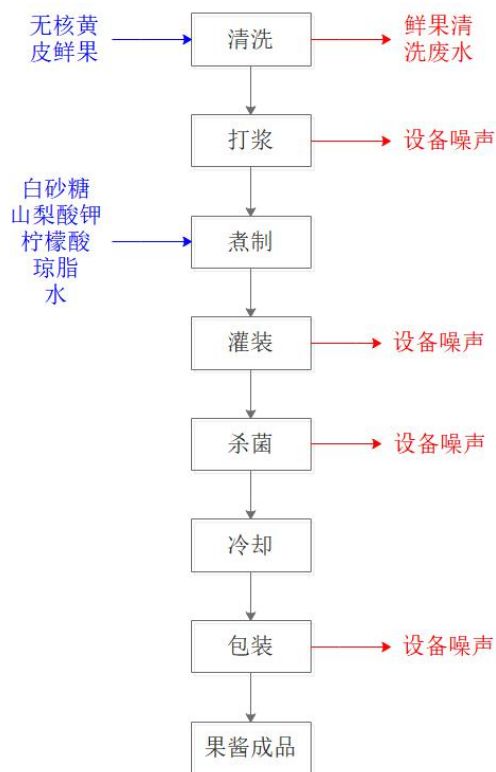 无核黄
皮鲜果
清洗
鲜果清
洗废水
打浆
设备噪声
白砂糖
山梨酸钾
柠檬酸
琼脂
水
煮制
灌装
设备噪声
杀菌
设备噪声
冷却
包装
设备噪声
果酱成品